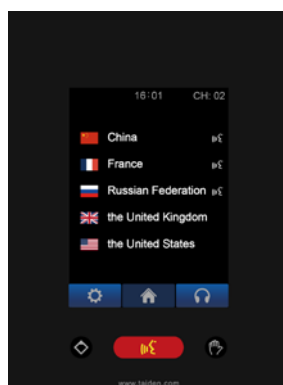 16:01 CH: 02
China
France
Russian Federation
the United Kingdom
the United States
www.taiden.com